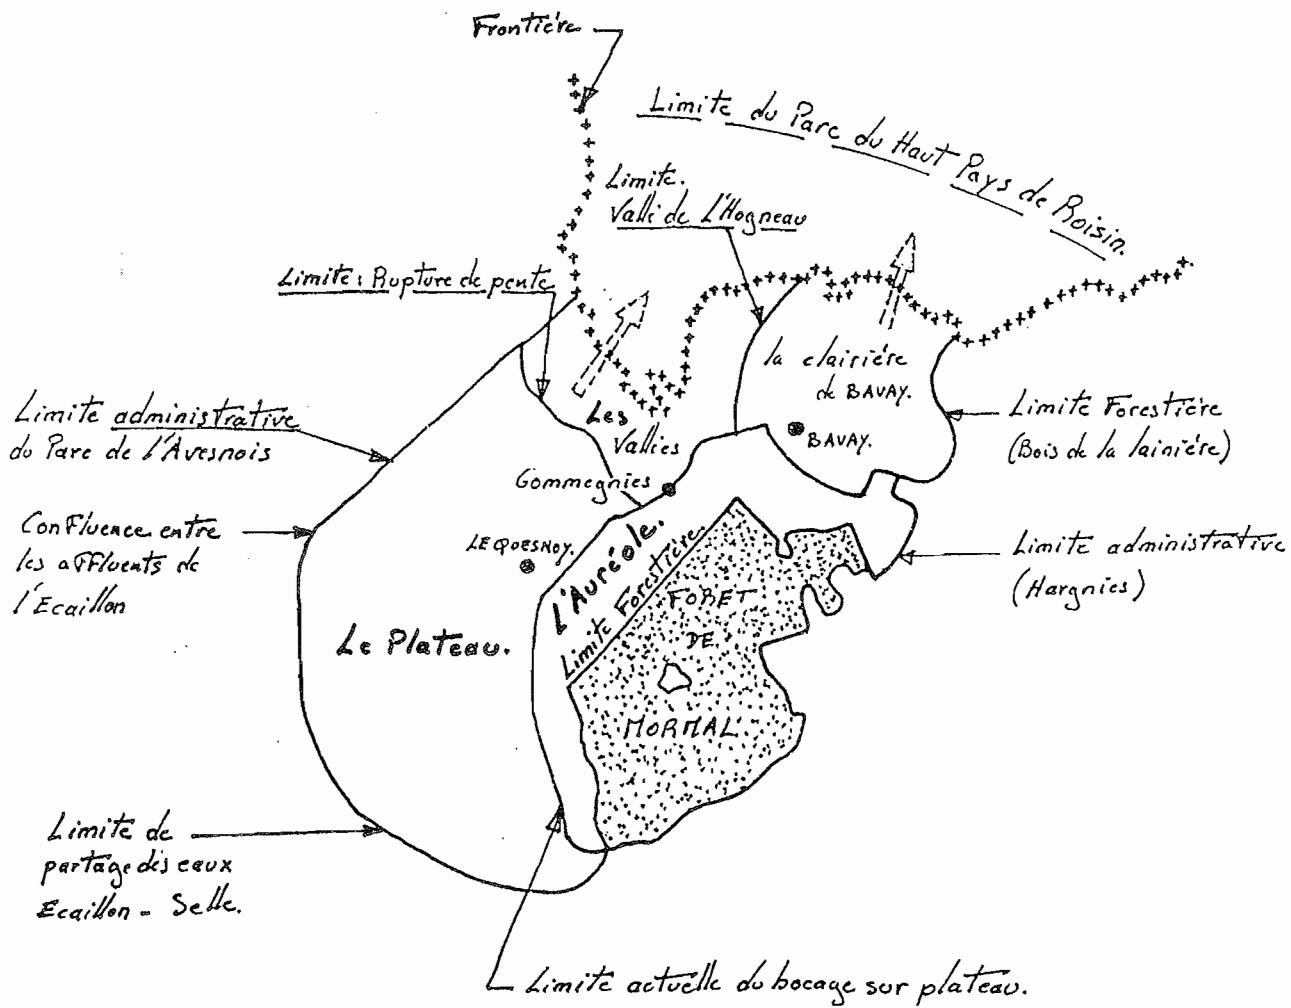 Frontière
Limite du Parc du Haut Pays de Roisin.
Limite.
Valli de L'Hogneau
Limite: Rupture de pente
la clairière
de BAVAY.
Limite administrative
du Parc de l'Avesnois
Les
Vallées
BAVAY.
Limite Forestière
(Bois de la lainière)
Gommegnies
Confluence entre
les affluents de
l'Ecaillon
LE QUESNOY.
L'Auréole.
Limite Forestière.
Limite administrative
(Hargnies)
FORET
DE
MORMAL
Le Plateau.
Limite de
partage des eaux
Ecaillon - Selle.
Limite actuelle du bocage sur plateau.